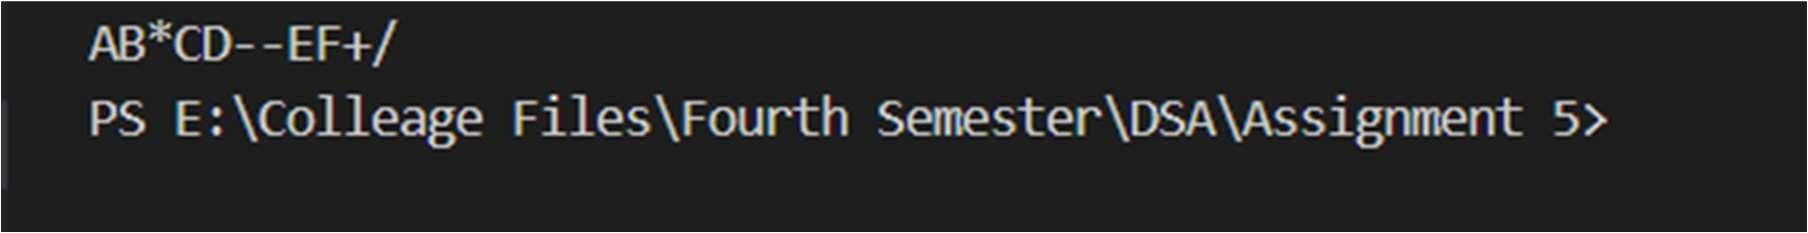 AB*CD--EF+/
PS E:\Colleage Files\Fourth Semester\DSA\Assignment 5>